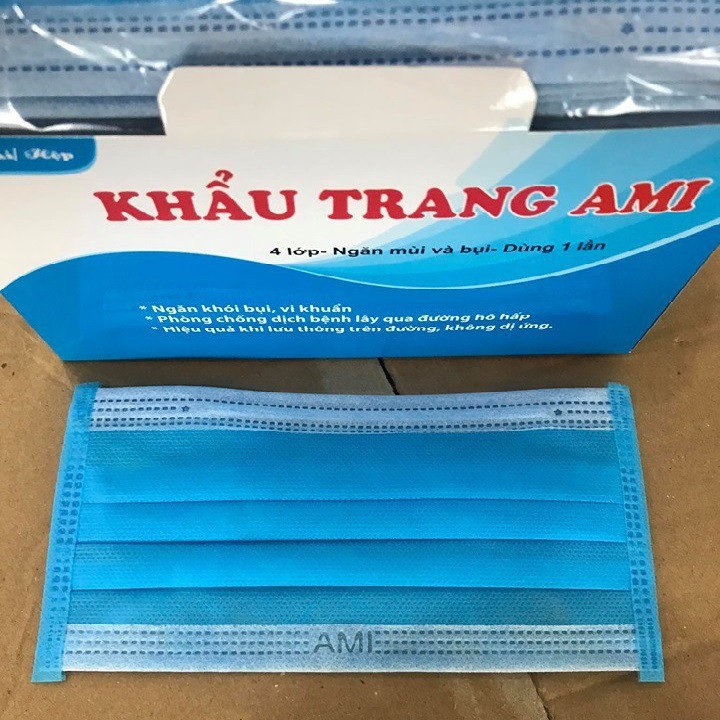 Hộp
KHẨU TRANG AMI
4 lớp- Ngăn mùi và bụi- Dùng 1 lần
* Ngăn khói bụi, vi khuẩn
* Phòng chống dịch bệnh lây qua đường hô hấp
* Hiệu quả khi lưu thông trên đường, không dị ứng.
AMI